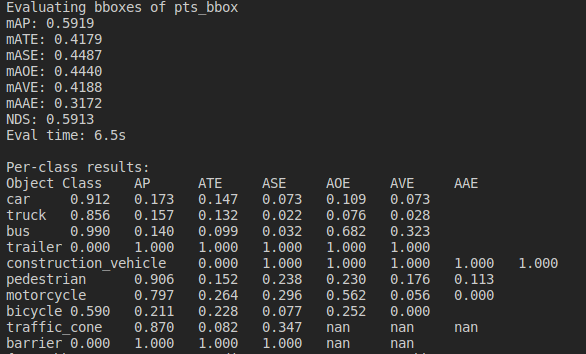 Evaluating bboxes of pts_bbox
mAP: 0.5919
mATE: 0.4179
mASE: 0.4487
mAOE: 0.4440
mAVE: 0.4188
mAAE: 0.3172
NDS: 0.5913
Eval time: 6.5s

Per-class results:
Object Class    AP      ATE     ASE     AOE     AVE     AAE
car     0.912   0.173   0.147   0.073   0.109   0.073
truck   0.856   0.157   0.132   0.022   0.076   0.028
bus     0.990   0.140   0.099   0.032   0.682   0.323
trailer 0.000   1.000   1.000   1.000   1.000   1.000
construction_vehicle    0.000   1.000   1.000   1.000   1.000   1.000
pedestrian      0.906   0.152   0.238   0.230   0.176   0.113
motorcycle      0.797   0.264   0.296   0.562   0.056   0.000
bicycle 0.590   0.211   0.228   0.077   0.252   0.000
traffic_cone    0.870   0.082   0.347   nan     nan     nan
barrier 0.000   1.000   1.000   1.000   nan     nan